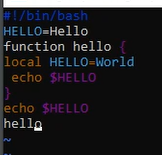 #!/bin/bash
HELLO=Hello
function hello {
local HELLO=World
 echo $HELLO
}
echo $HELLO
hello
~
~